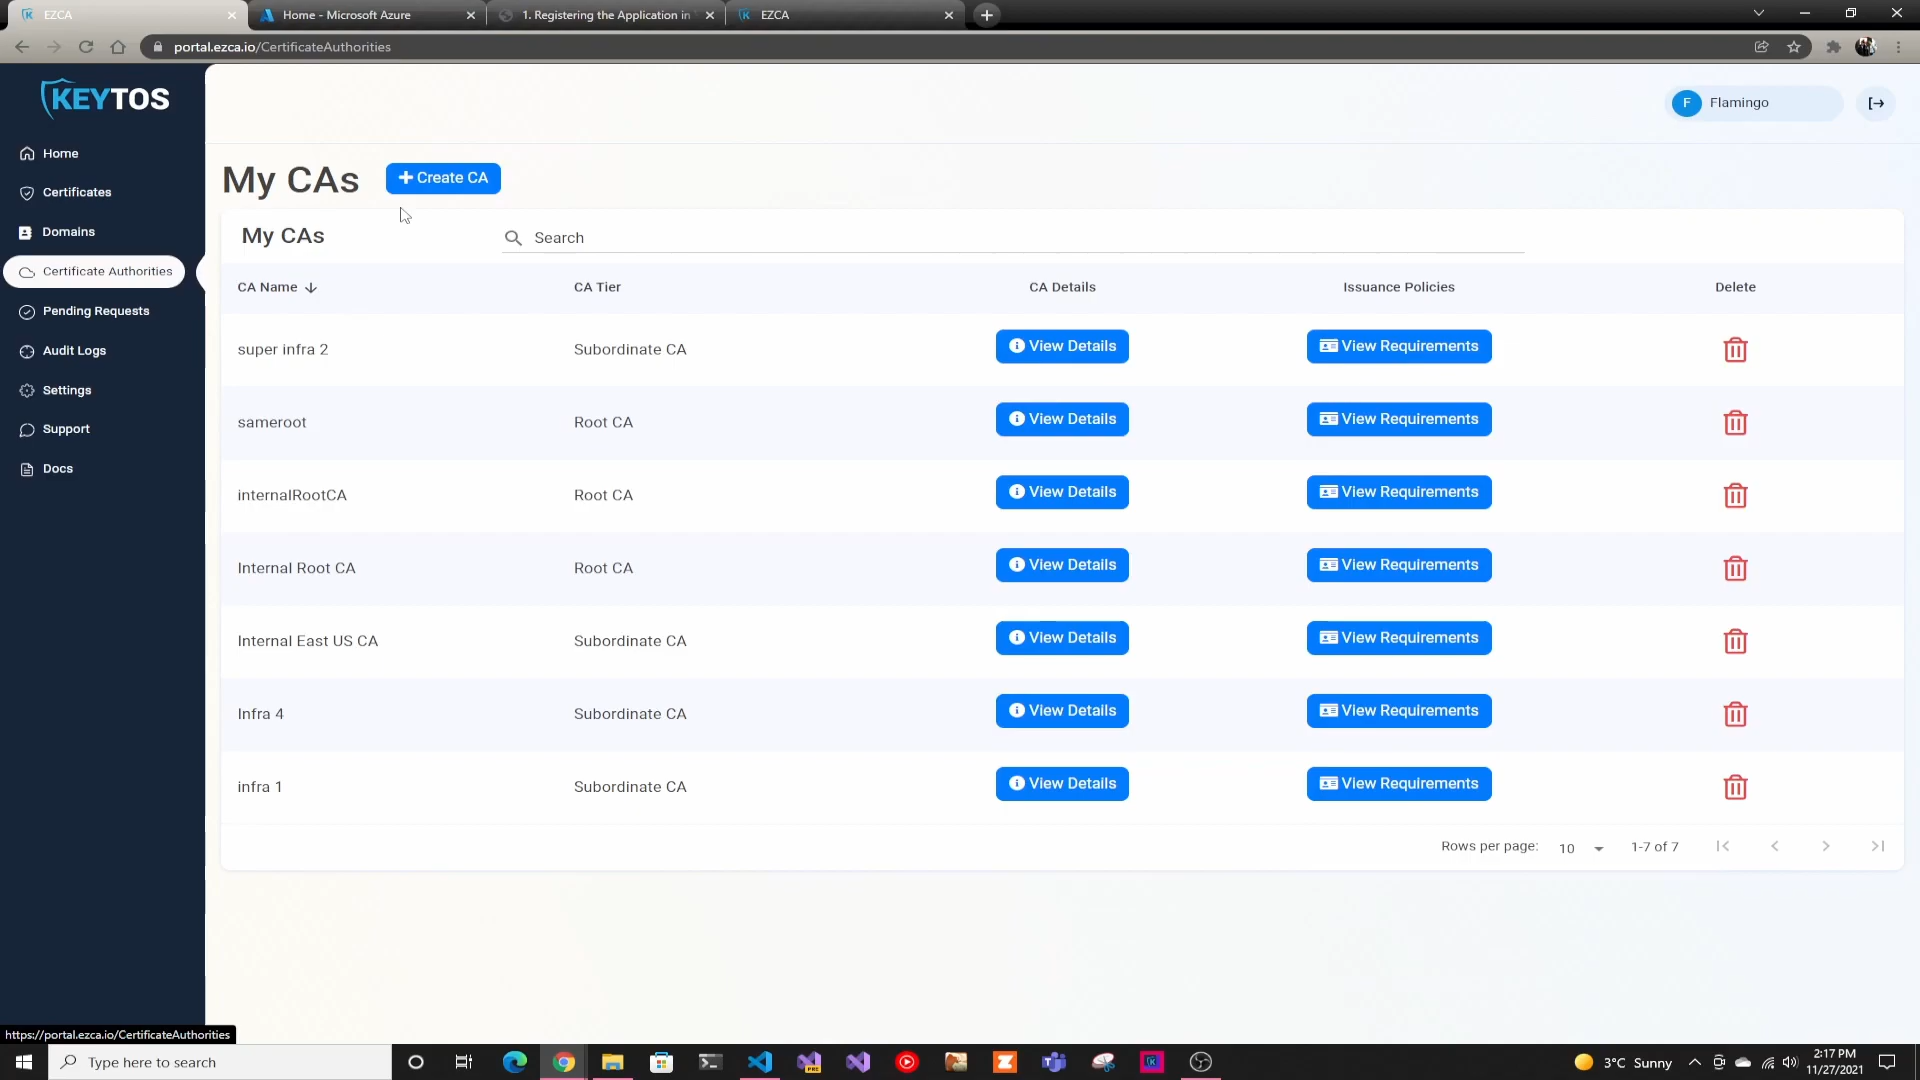 EZCA
Home - Microsoft Azure
1. Registering the Application in
EZCA
portal.ezca.io/CertificateAuthorities
KEYTOS
F Flamingo
Home
Certificates
Domains
Certificate Authorities
Pending Requests
Audit Logs
Settings
Support
Docs
My CAs
Create CA
My CAs
Search
CA Name
CA Tier
CA Details
Issuance Policies
Delete
super infra 2
Subordinate CA
View Details
View Requirements
sameroot
Root CA
View Details
View Requirements
internalRootCA
Root CA
View Details
View Requirements
Internal Root CA
Root CA
View Details
View Requirements
Internal East US CA
Subordinate CA
View Details
View Requirements
Infra 4
Subordinate CA
View Details
View Requirements
infra 1
Subordinate CA
View Details
View Requirements
Rows per page:
10
1-7 of 7
https://portal.ezca.io/CertificateAuthorities
Type here to search
3°C Sunny
2:17 PM
11/27/2021